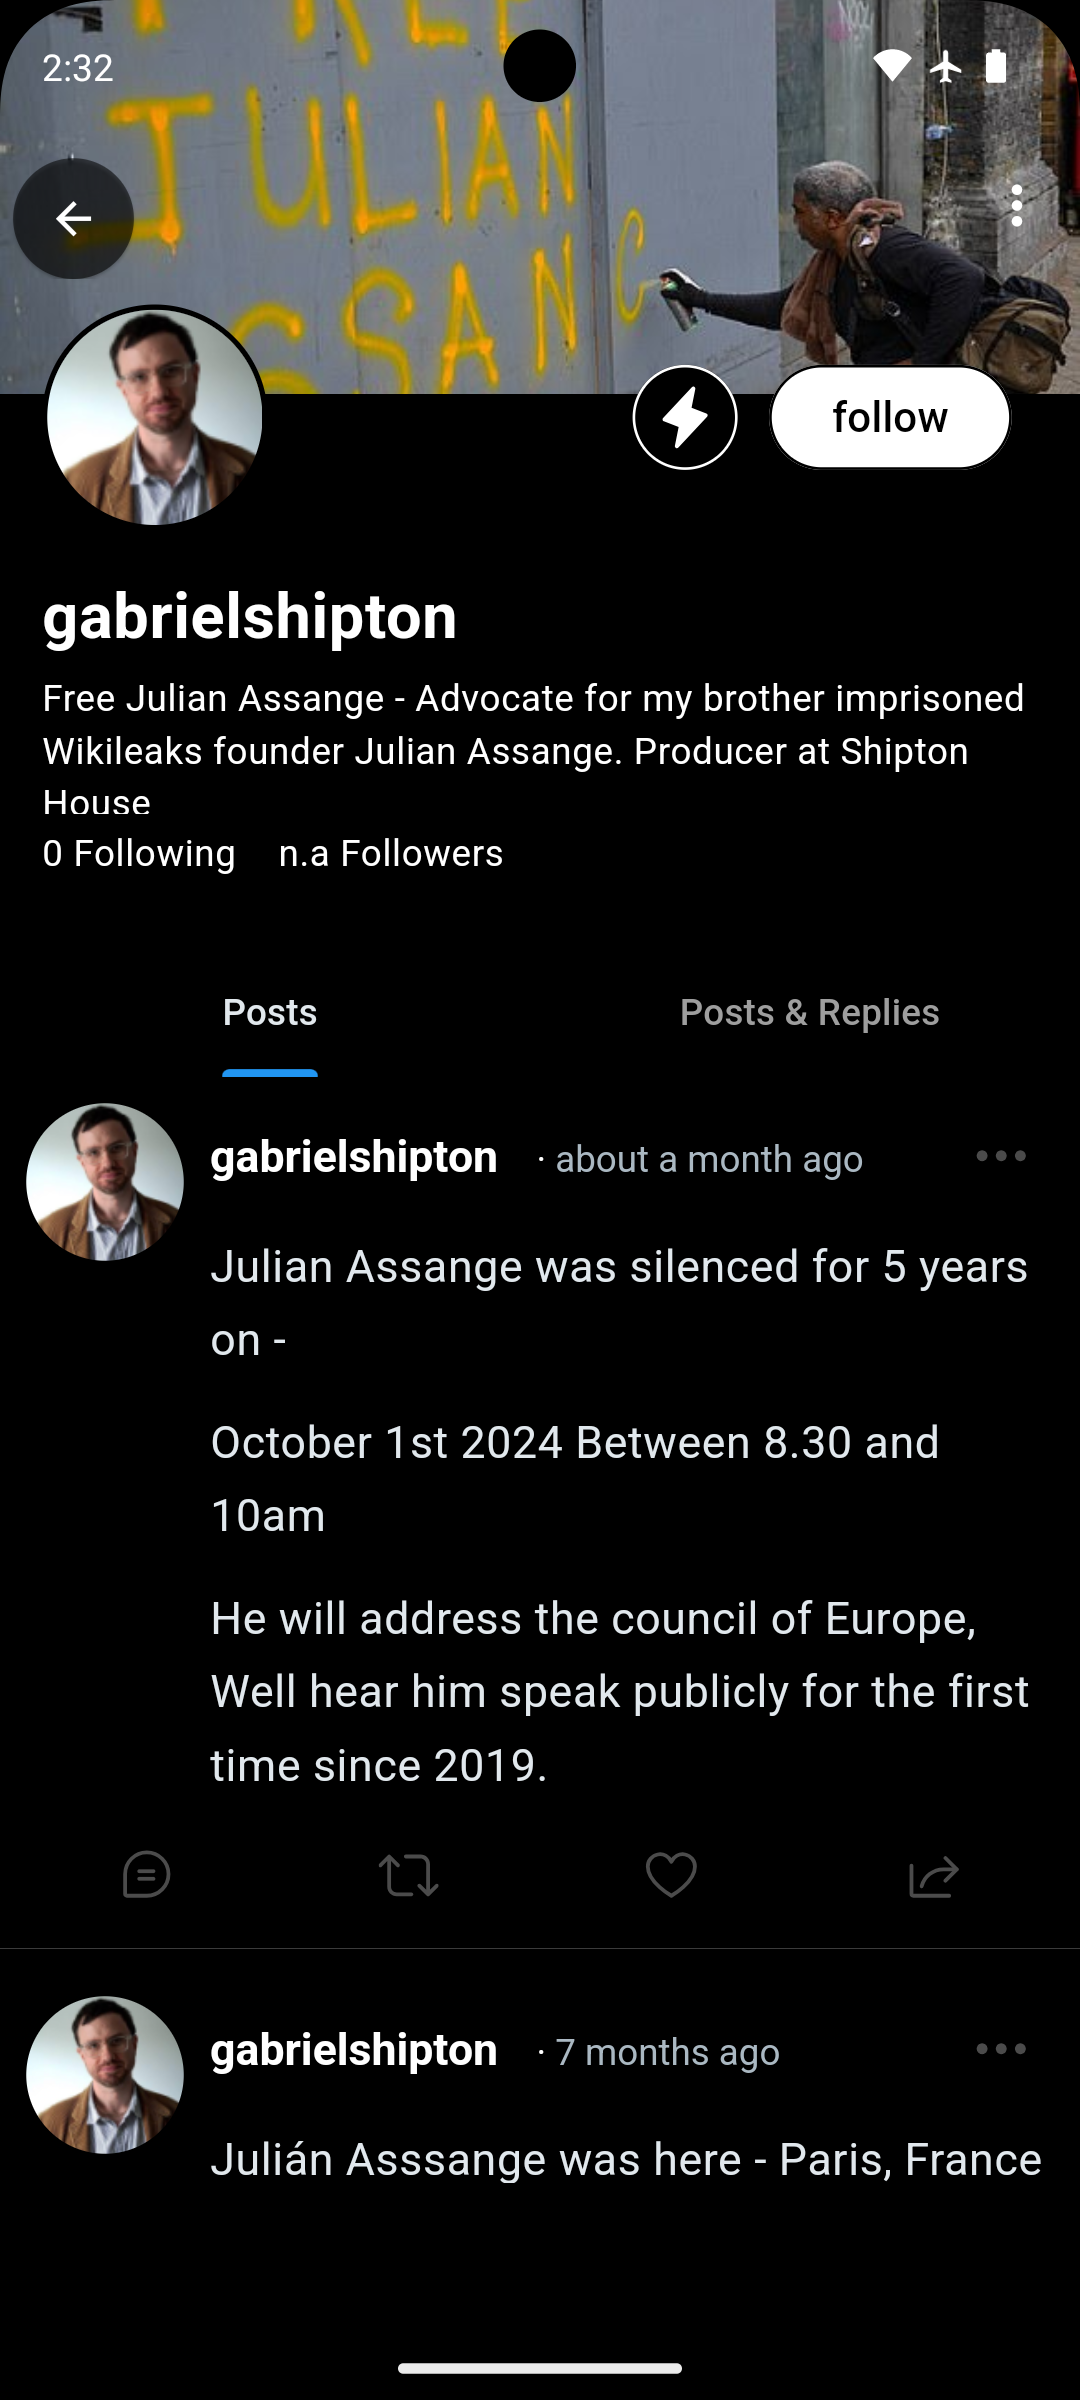 FREE
2:32
JULIAN
SSANG
follow
gabrielshipton
Free Julian Assange - Advocate for my brother imprisoned
Wikileaks founder Julian Assange. Producer at Shipton
House
0 Following n.a Followers
Posts Posts & Replies
gabrielshipton · about a month ago
Julian Assange was silenced for 5 years
on -
October 1st 2024 Between 8.30 and
10am
He will address the council of Europe,
Well hear him speak publicly for the first
time since 2019.
gabrielshipton · 7 months ago
Julián Asssange was here - Paris, France